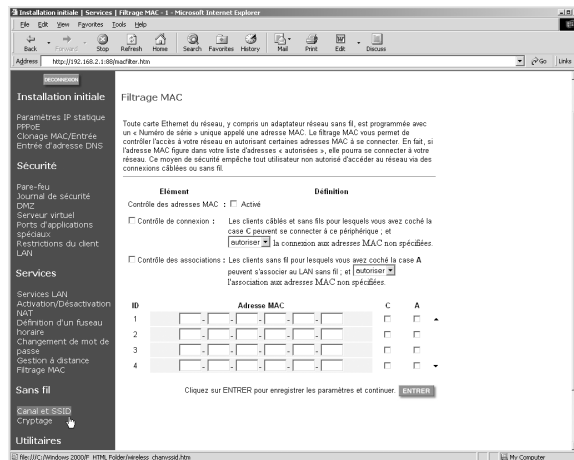 Installation initiale | Services | Filtrage MAC - 1 - Microsoft Internet Explorer
File Edit View Favorites Tools Help
Back Forward Stop Refresh Home Search Favorites History Mail Print Edit Discuss
Address http://192.168.2.1:88/macfilter.htm Go Links
DECONNEXION
Installation initiale
Paramètres IP statique
PPPoE
Clonage MAC/Entrée
Entrée d'adresse DNS
Sécurité
Pare-feu
Journal de sécurité
DMZ
Serveur virtuel
Ports d'applications
spéciaux
Restrictions du client
LAN
Services
Services LAN
Activation/Désactivation
NAT
Définition d'un fuseau
horaire
Changement de mot de
passe
Gestion à distance
Filtrage MAC
Sans fil
Canal et SSID
Cryptage
Utilitaires
Filtrage MAC
Toute carte Ethernet du réseau, y compris un adaptateur réseau sans fil, est programmée avec
un « Numéro de série » unique appelé une adresse MAC. Le filtrage MAC vous permet de
contrôler l'accès à votre réseau en autorisant certaines adresses MAC à se connecter. En fait, si
l'adresse MAC figure dans votre liste d'adresses « autorisées », elle pourra se connecter à votre
réseau. Ce moyen de sécurité empêche tout utilisateur non autorisé d'accéder au réseau via des
connexions câblées ou sans fil.
Elément Définition
Contrôle des adresses MAC : Activé
Contrôle de connexion : Les clients câblés et sans fils pour lesquels vous avez coché la
case C peuvent se connecter à ce périphérique ; et
autoriser la connexion aux adresses MAC non spécifiées.
Contrôle des associations : Les clients sans fil pour lesquels vous avez coché la case A
peuvent s'associer au LAN sans fil ; et autoriser
l'association aux adresses MAC non spécifiées.
ID Adresse MAC C A
1 - - - - -
2 - - - - -
3 - - - - -
4 - - - - -
Cliquez sur ENTRER pour enregistrer les paramètres et continuer. ENTRER
file:///C:/Windows 2000/F_HTML Folder/wireless_chanvssid.htm My Computer